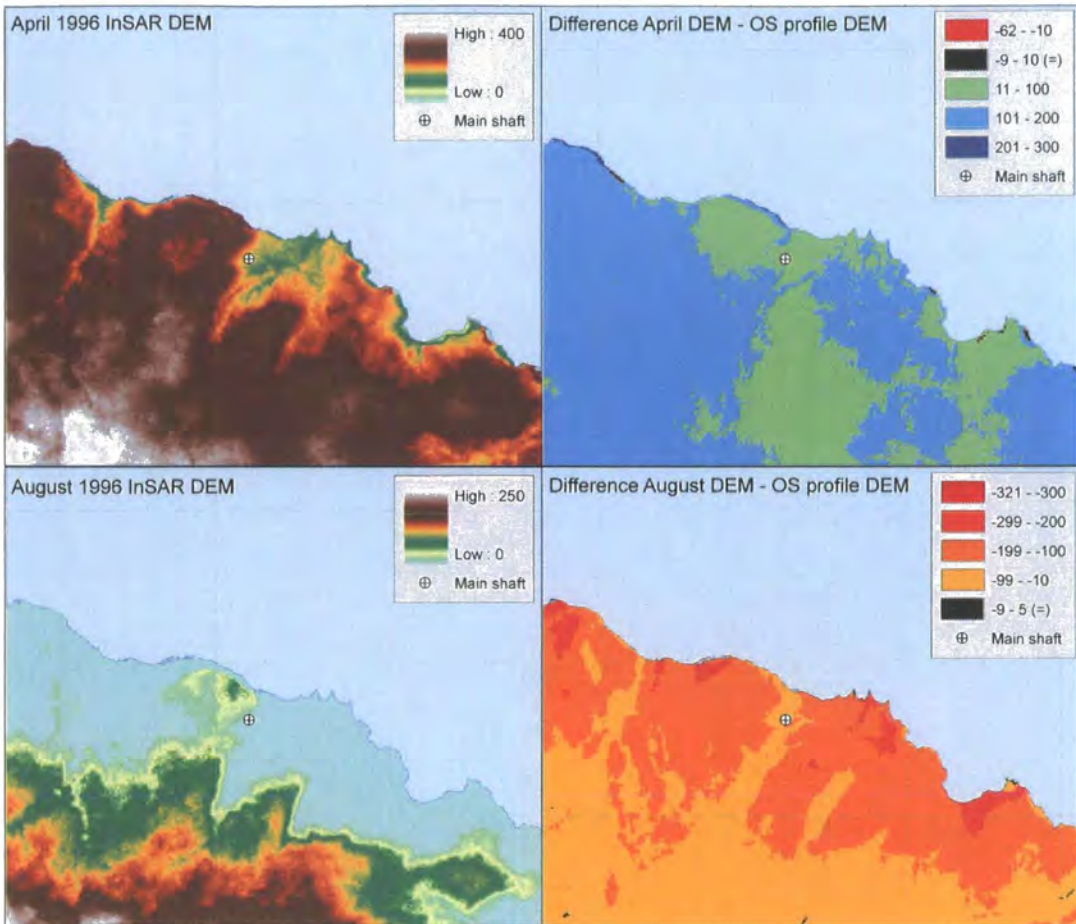 April 1996 InSAR DEM
High : 400
Low : 0
Main shaft
Difference April DEM - OS profile DEM
-62 - -10
-9 - 10 (=)
11 - 100
101 - 200
201 - 300
Main shaft
August 1996 InSAR DEM
High : 250
Low : 0
Main shaft
Difference August DEM - OS profile DEM
-321 - -300
-299 - -200
-199 - -100
-99 - -10
-9 - 5 (=)
Main shaft